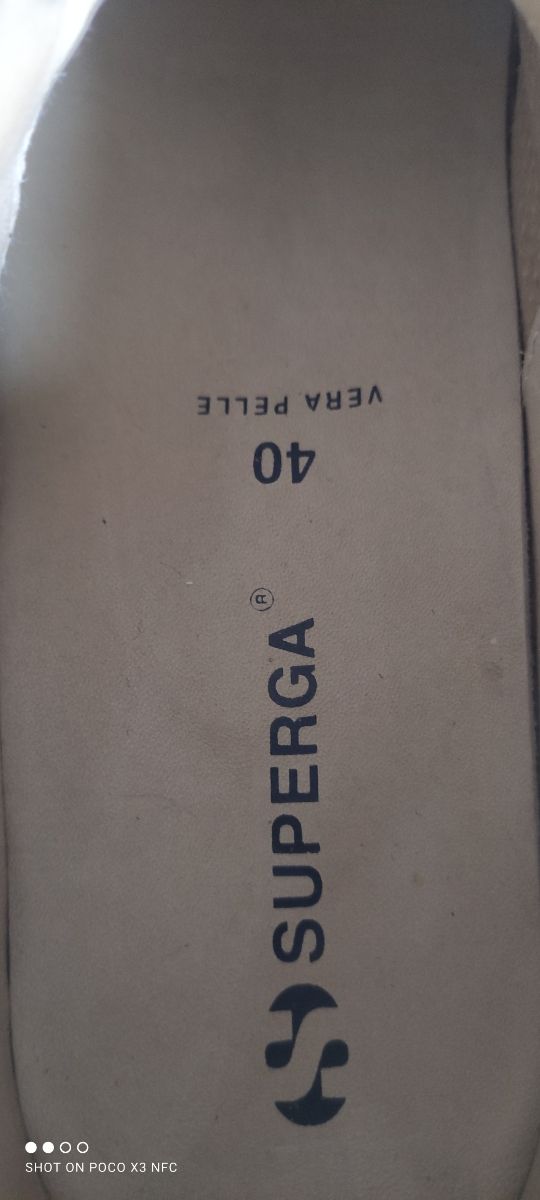 VERA PELLE
40
SUPERGA®
SHOT ON POCO X3 NFC